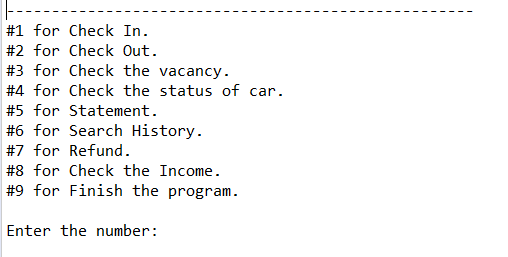 ----------------------------------------------------
#1 for Check In.
#2 for Check Out.
#3 for Check the vacancy.
#4 for Check the status of car.
#5 for Statement.
#6 for Search History.
#7 for Refund.
#8 for Check the Income.
#9 for Finish the program.
Enter the number: